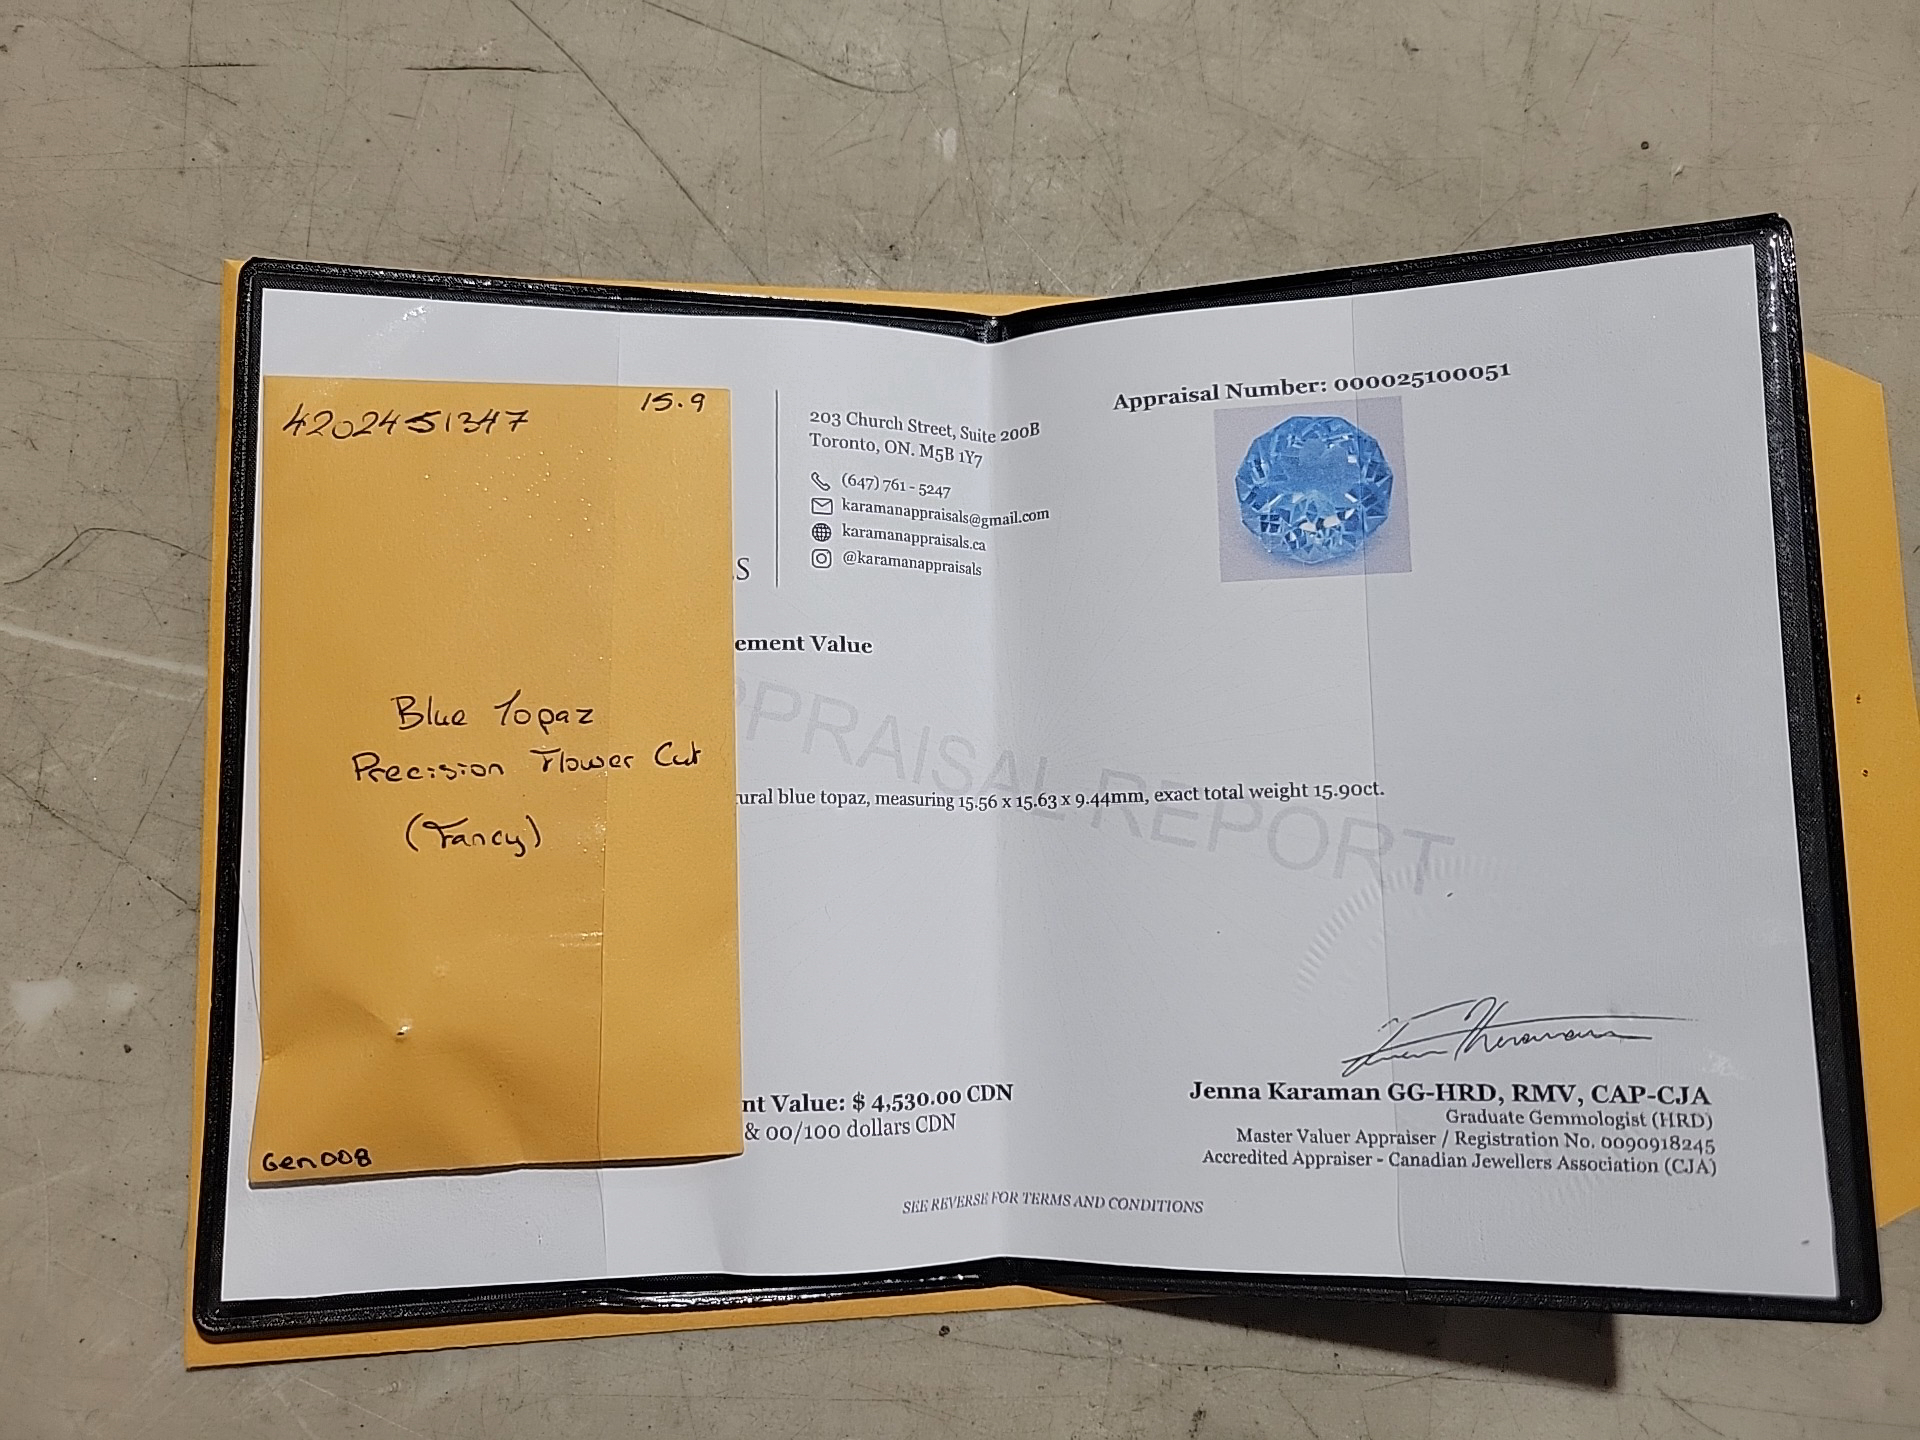 4202451347
15.9
Blue Topaz
Precision Flower Cut
(Fancy)
Gen008
203 Church Street, Suite 200B
Toronto, ON. M5B 1Y7
(647) 761 - 5247
karamanappraisals@gmail.com
karamanappraisals.ca
@karamanappraisals
LS
Appraisal Number: 000025100051
ement Value
PPRAISAL REPORT
tural blue topaz, measuring 15.56 x 15.63 x 9.44mm, exact total weight 15.90ct.
nt Value: $ 4,530.00 CDN
& 00/100 dollars CDN
Jenna Karaman GG-HRD, RMV, CAP-CJA
Graduate Gemmologist (HRD)
Master Valuer Appraiser / Registration No. 0090918245
Accredited Appraiser - Canadian Jewellers Association (CJA)
SEE REVERSE FOR TERMS AND CONDITIONS